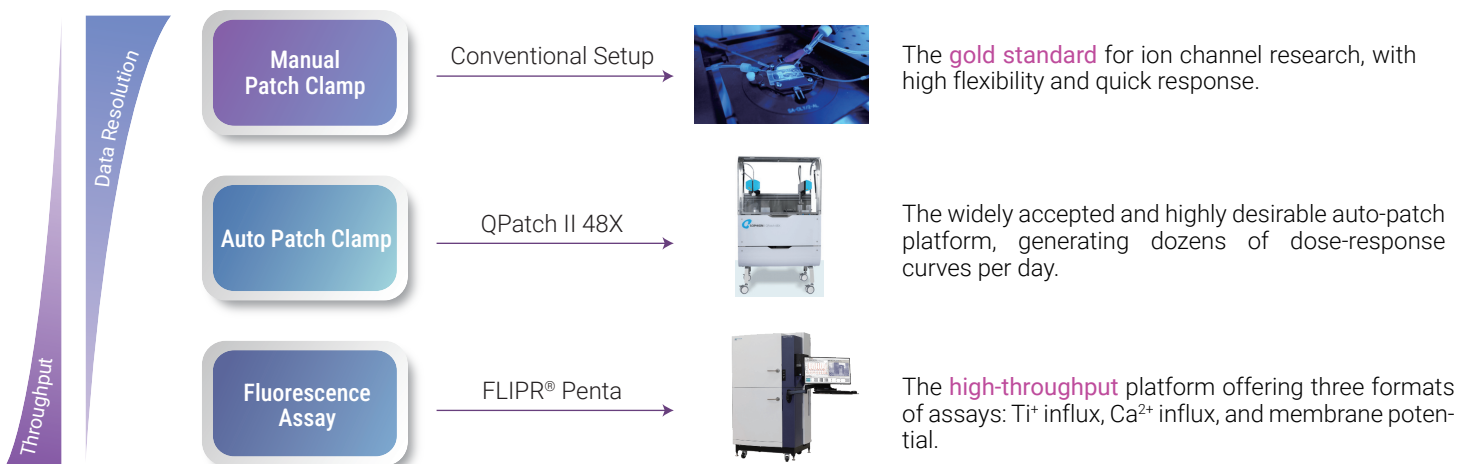 Throughput
Data Resolution
Manual
Patch Clamp
Conventional Setup
The gold standard for ion channel research, with
high flexibility and quick response.
Auto Patch Clamp
QPatch II 48X
The widely accepted and highly desirable auto-patch
platform, generating dozens of dose-response
curves per day.
Fluorescence
Assay
FLIPR® Penta
The high-throughput platform offering three formats
of assays: Ti⁺ influx, Ca²⁺ influx, and membrane poten-
tial.